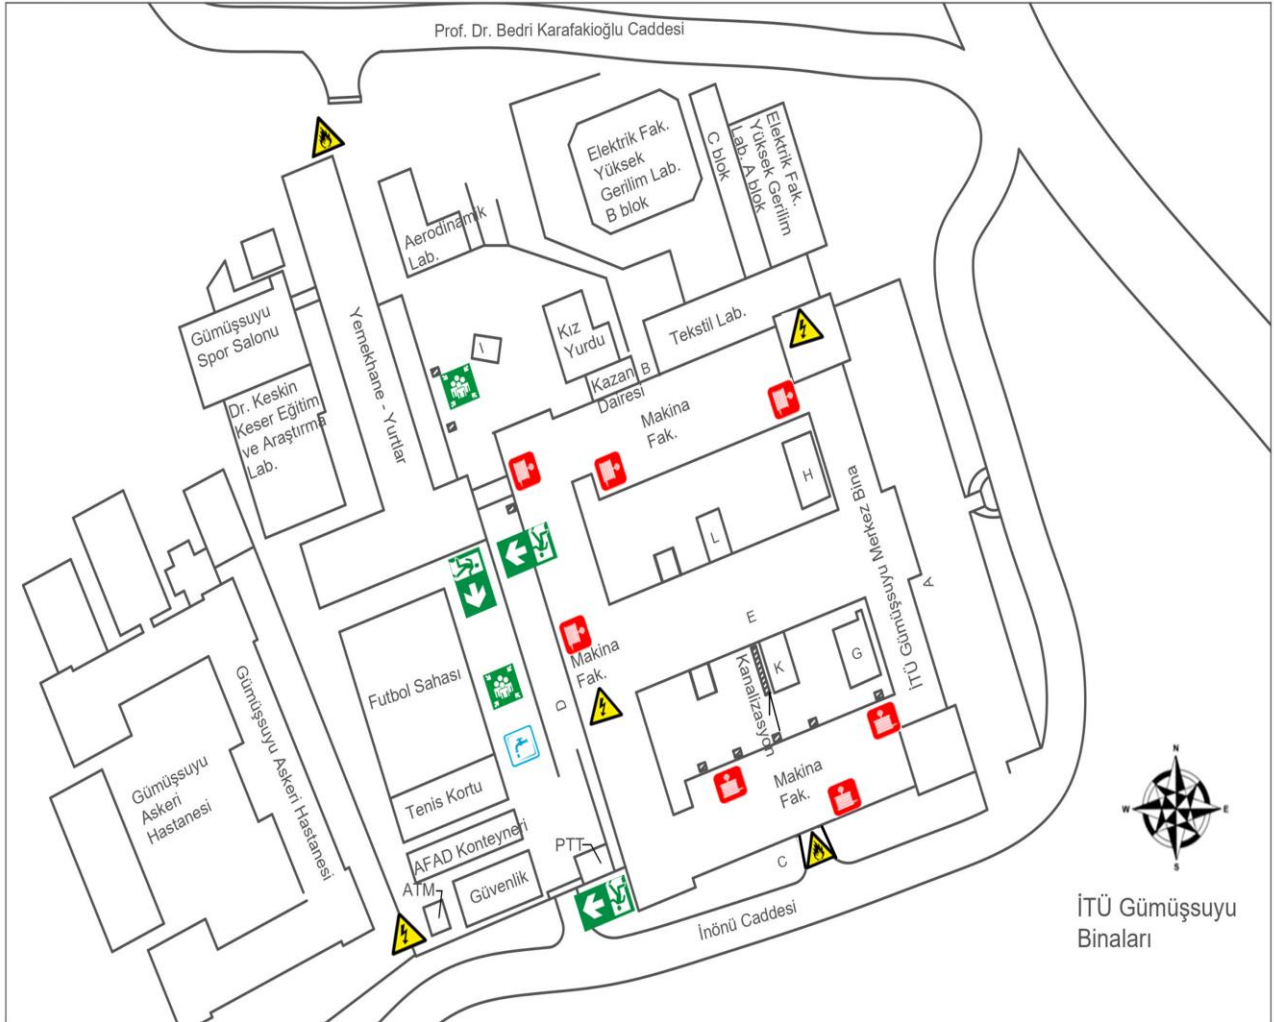 Prof. Dr. Bedri Karafakioğlu Caddesi
Elektrik Fak.
Yüksek
Gerilim Lab.
B blok
C blok
Elektrik Fak.
Yüksek Gerilim
Lab. A blok
Aerodinamik
Lab.
Gümüşsuyu
Spor Salonu
Yemekhane - Yurtlar
I
Kız
Yurdu
Tekstil Lab.
Kazan
Dairesi
B
Dr. Keskin
Keser Eğitim
ve Araştırma
Lab.
Makina
Fak.
H
L
İTÜ Gümüşsuyu Merkez Bina
A
E
Makina
Fak.
K
G
Kanalizasyon
D
Futbol Sahası
Gümüşsuyu Askeri Hastanesi
Gümüşsuyu
Askeri
Hastanesi
Tenis Kortu
Makina
Fak.
AFAD Konteyneri
PTT
C
ATM
Güvenlik
İnönü Caddesi
N
W
E
S
İTÜ Gümüşsuyu
Binaları